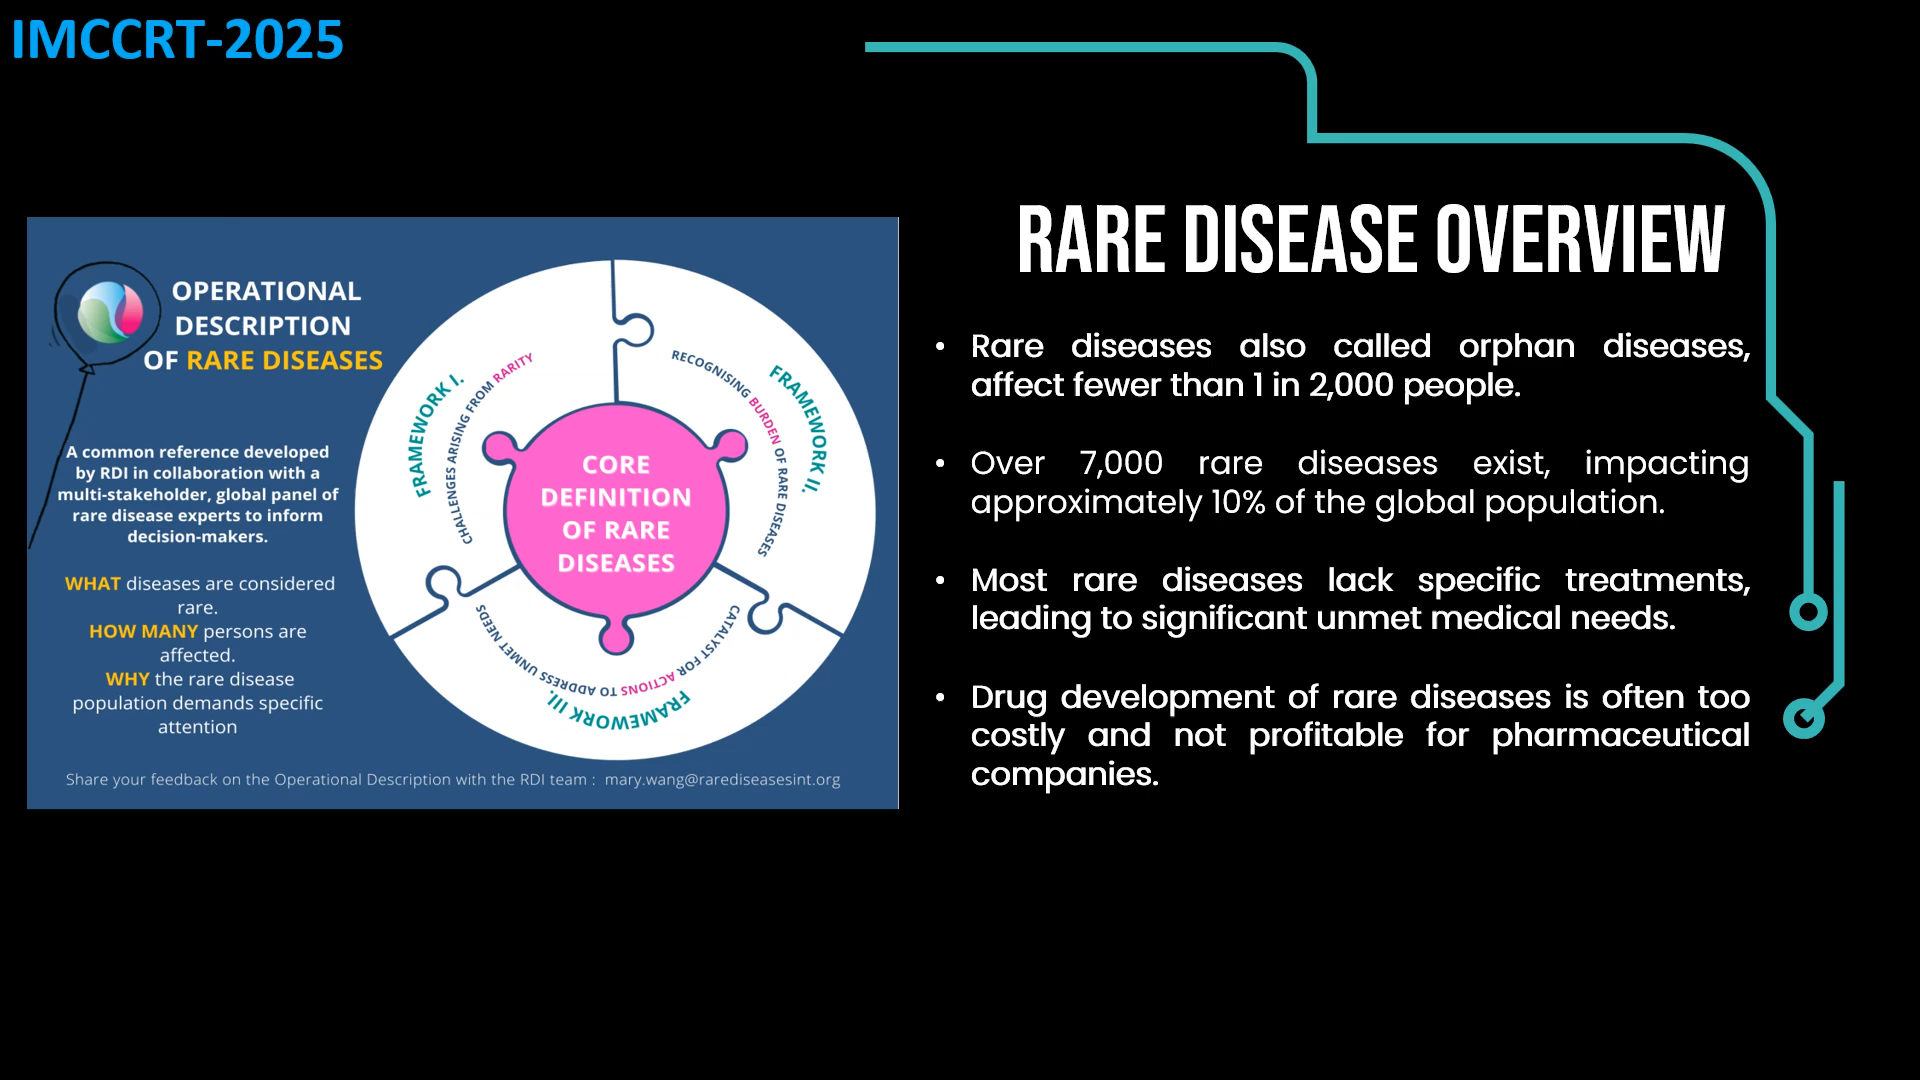 IMCCRT-2025
OPERATIONAL
DESCRIPTION
OF RARE DISEASES
A common reference developed
by RDI in collaboration with a
multi-stakeholder, global panel of
rare disease experts to inform
decision-makers.
WHAT diseases are considered
rare.
HOW MANY persons are
affected.
WHY the rare disease
population demands specific
attention
FRAMEWORK I.
CHALLENGES ARISING FROM RARITY
FRAMEWORK II.
RECOGNISING BURDEN OF RARE DISEASES
CORE
DEFINITION
OF RARE
DISEASES
CATALYST FOR ACTIONS TO ADDRESS UNMET NEEDS
FRAMEWORK III.
Share your feedback on the Operational Description with the RDI team : mary.wang@rarediseasesint.org
RARE DISEASE OVERVIEW
• Rare diseases also called orphan diseases,
affect fewer than 1 in 2,000 people.
• Over 7,000 rare diseases exist, impacting
approximately 10% of the global population.
• Most rare diseases lack specific treatments,
leading to significant unmet medical needs.
• Drug development of rare diseases is often too
costly and not profitable for pharmaceutical
companies.